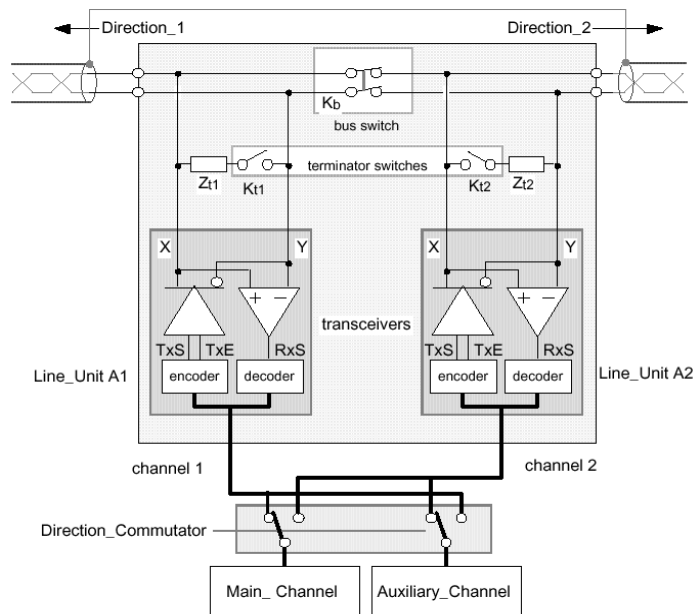 Direction_1
Direction_2
Kb
bus switch
terminator switches
Zt1
Kt1
Kt2
Zt2
X
Y
X
Y
+ −
+ −
transceivers
TxS TxE RxS
TxS TxE RxS
Line_Unit A1
encoder
decoder
encoder
decoder
Line_Unit A2
channel 1
channel 2
Direction_Commutator
Main_ Channel
Auxiliary_Channel